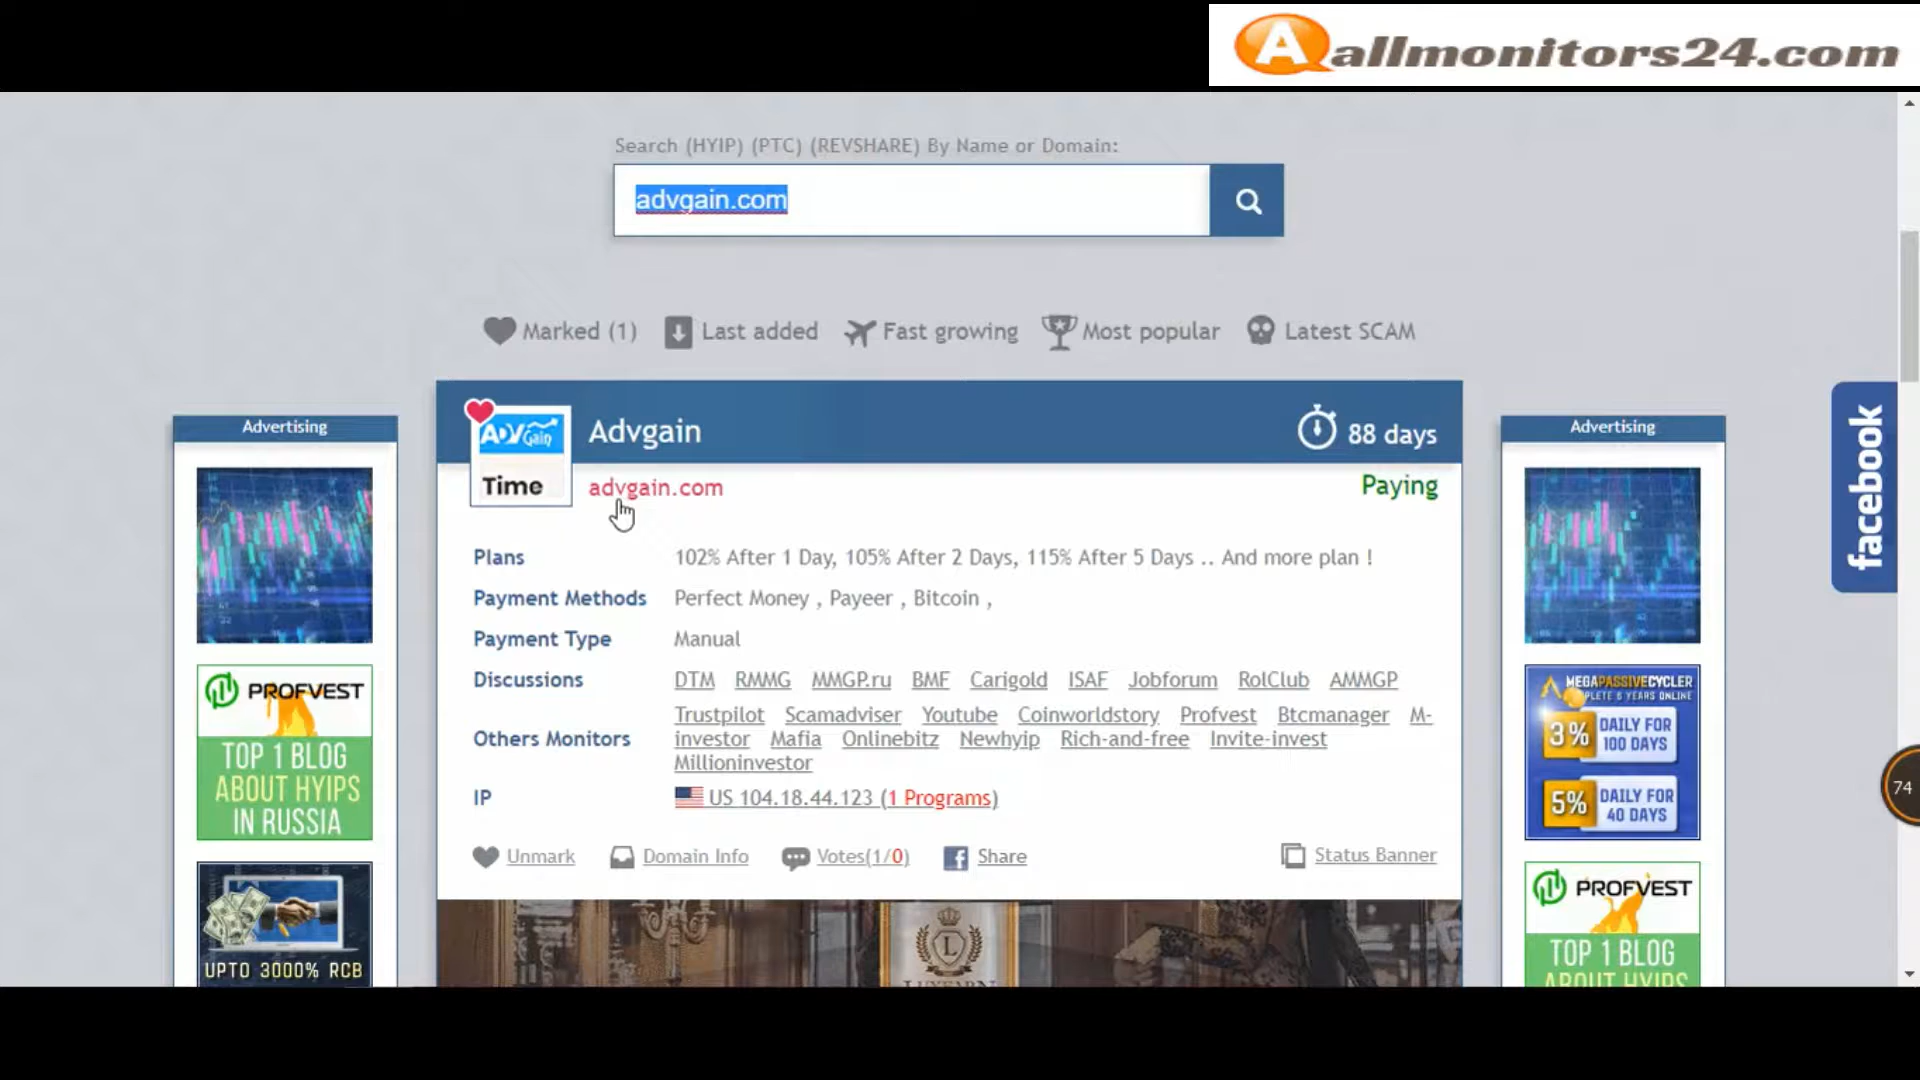 allmonitors24.com
Search (HYIP) (PTC) (REVSHARE) By Name or Domain:
advgain.com
Marked (1) Last added Fast growing Most popular Latest SCAM
Advertising
PROFVEST
TOP 1 BLOG
ABOUT HYIPS
IN RUSSIA
UPTO 3000% RCB
ADVGain
Time
Advgain
88 days
advgain.com
Paying
Plans 102% After 1 Day, 105% After 2 Days, 115% After 5 Days .. And more plan !
Payment Methods Perfect Money , Payeer , Bitcoin ,
Payment Type Manual
Discussions DTM RMMG MMGP.ru BMF Carigold ISAF Jobforum RolClub AMMGP
Others Monitors Trustpilot Scamadviser Youtube Coinworldstory Profvest Btcmanager M-
investor Mafia Onlinebitz Newhyip Rich-and-free Invite-invest
Millioninvestor
IP US 104.18.44.123 (1 Programs)
Unmark Domain Info Votes(1/0) Share Status Banner
L
Advertising
MEGAPASSIVECYCLER
3% DAILY FOR
100 DAYS
5% DAILY FOR
40 DAYS
PROFVEST
TOP 1 BLOG
ABOUT HYIPS
facebook
74